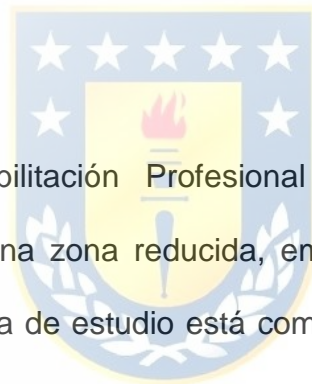 bilitación Profesional
na zona reducida, en
a de estudio está com